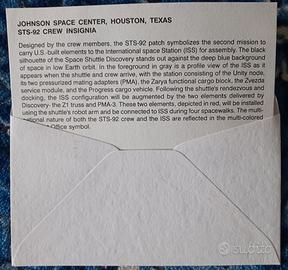 JOHNSON SPACE CENTER, HOUSTON, TEXAS
STS-92 CREW INSIGNIA
Designed by the crew members, the STS-92 patch symbolizes the second mission to
carry U.S.-built elements to the International space Station (ISS) for assembly. The black
silhouette of the Space Shuttle Discovery stands out against the deep blue background
of space in low Earth orbit. In the foreground in gray is a profile view of the ISS as it
appears when the shuttle and crew arrive, with the station consisting of the Unity node,
its two pressurized mating adapters (PMA), the Zarya functional cargo block, the Zvezda
service module, and the Progress cargo vehicle. Following the shuttle's rendezvous and
docking, the ISS configuration will be augmented by the two elements delivered by
Discovery- the Z1 truss and PMA-3. These two elements, depicted in red, will be installed
using the shuttle's robot arm and be connected to ISS during four spacewalks. The multi-
national nature of both the STS-92 crew and the ISS are reflected in the multi-colored
Office symbol.
subito